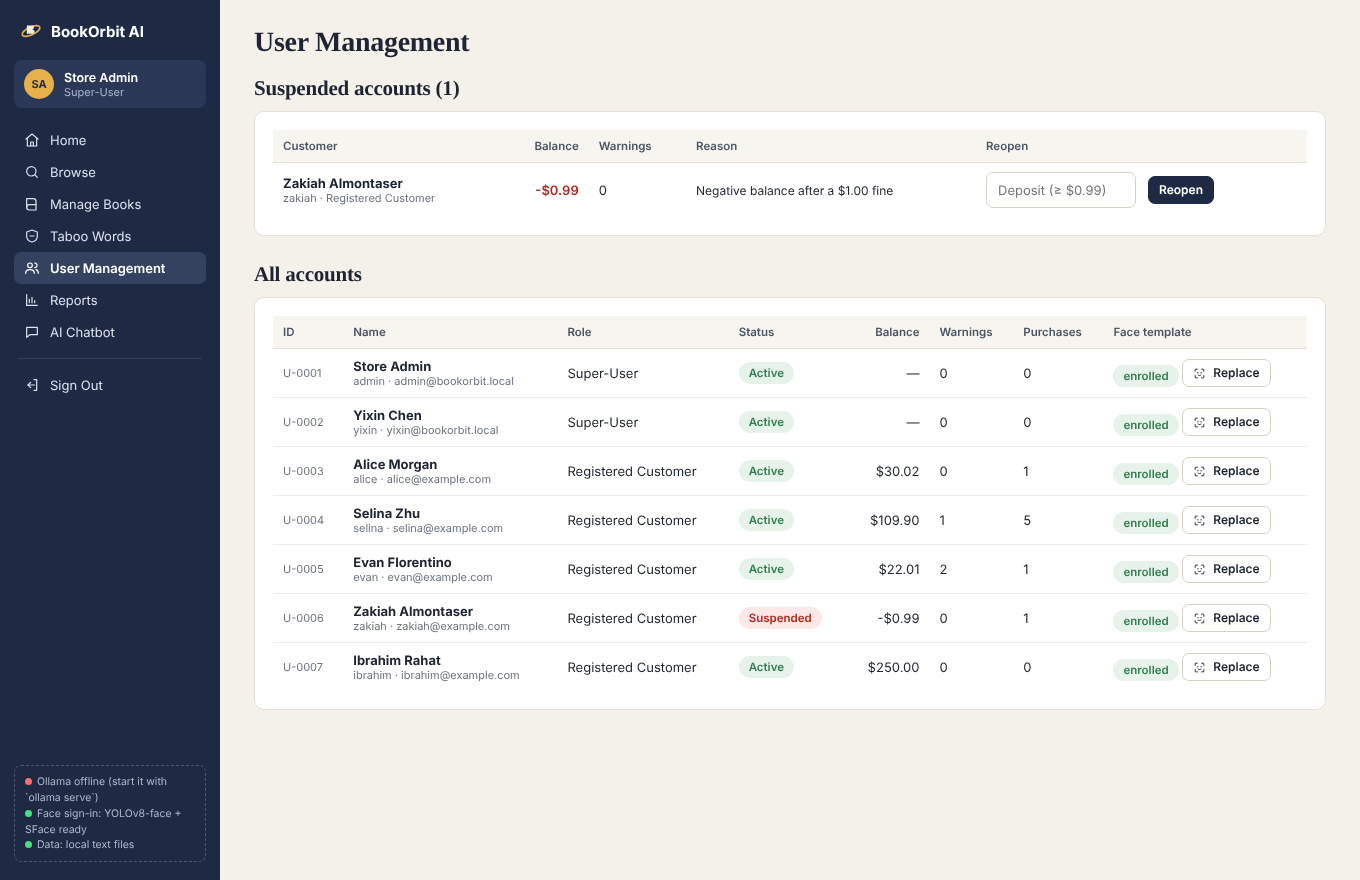 BookOrbit AI
SA
Store Admin
Super-User
Home
Browse
Manage Books
Taboo Words
User Management
Reports
AI Chatbot
Sign Out
Ollama offline (start it with
`ollama serve`)
Face sign-in: YOLOv8-face +
SFace ready
Data: local text files
User Management
Suspended accounts (1)
Customer Balance Warnings Reason Reopen
Zakiah Almontaser
zakiah · Registered Customer
-$0.99 0 Negative balance after a $1.00 fine Deposit (≥ $0.99) Reopen
All accounts
ID Name Role Status Balance Warnings Purchases Face template
U-0001 Store Admin Super-User Active — 0 0 enrolled Replace
admin · admin@bookorbit.local
U-0002 Yixin Chen Super-User Active — 0 0 enrolled Replace
yixin · yixin@bookorbit.local
U-0003 Alice Morgan Registered Customer Active $30.02 0 1 enrolled Replace
alice · alice@example.com
U-0004 Selina Zhu Registered Customer Active $109.90 1 5 enrolled Replace
selina · selina@example.com
U-0005 Evan Florentino Registered Customer Active $22.01 2 1 enrolled Replace
evan · evan@example.com
U-0006 Zakiah Almontaser Registered Customer Suspended -$0.99 0 1 enrolled Replace
zakiah · zakiah@example.com
U-0007 Ibrahim Rahat Registered Customer Active $250.00 0 0 enrolled Replace
ibrahim · ibrahim@example.com